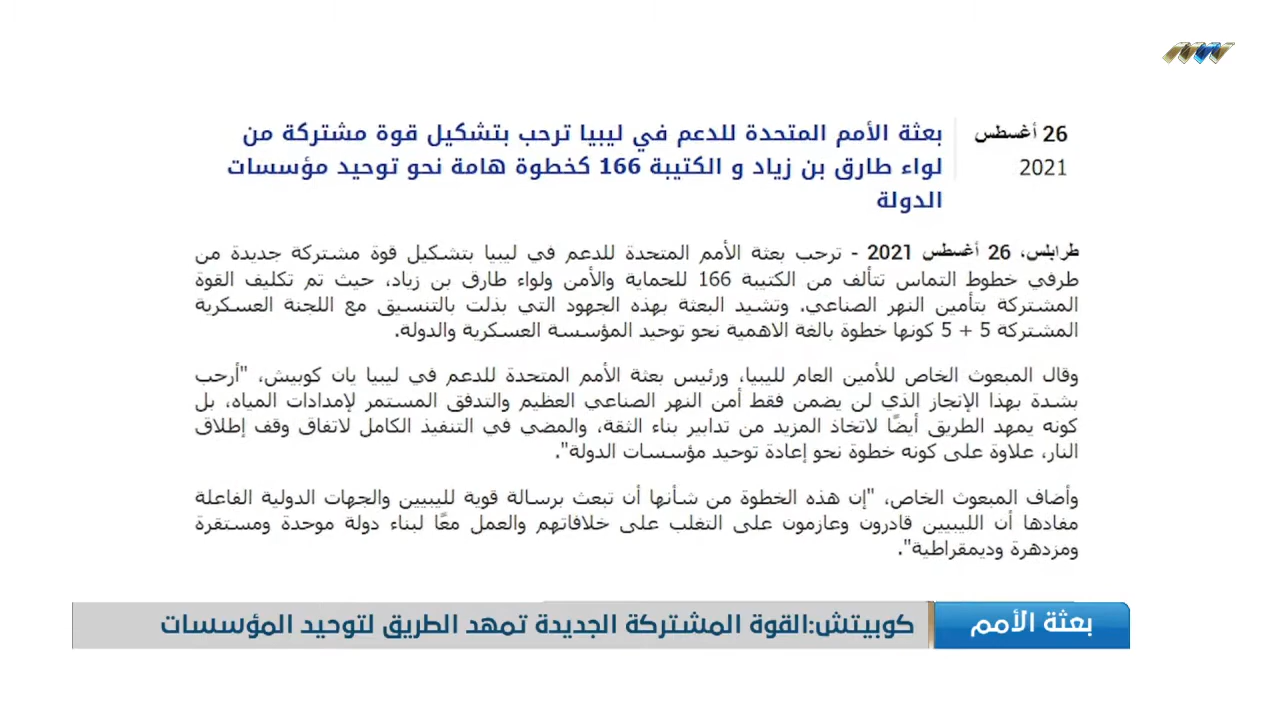 26 أغسطس
2021
بعثة الأمم المتحدة للدعم في ليبيا ترحب بتشكيل قوة مشتركة من
لواء طارق بن زياد و الكتيبة 166 كخطوة هامة نحو توحيد مؤسسات
الدولة
طرابلس، 26 أغسطس 2021 - ترحب بعثة الأمم المتحدة للدعم في ليبيا بتشكيل قوة مشتركة جديدة من
طرفي خطوط التماس تتألف من الكتيبة 166 للحماية والأمن ولواء طارق بن زياد، حيث تم تكليف القوة
المشتركة بتأمين النهر الصناعي. وتشيد البعثة بهذه الجهود التي بذلت بالتنسيق مع اللجنة العسكرية
المشتركة 5 + 5 كونها خطوة بالغة الاهمية نحو توحيد المؤسسة العسكرية والدولة.
وقال المبعوث الخاص للأمين العام لليبيا، ورئيس بعثة الأمم المتحدة للدعم في ليبيا يان كوبيش، "أرحب
بشدة بهذا الإنجاز الذي لن يضمن فقط أمن النهر الصناعي العظيم والتدفق المستمر لإمدادات المياه، بل
كونه يمهد الطريق أيضًا لاتخاذ المزيد من تدابير بناء الثقة، والمضي في التنفيذ الكامل لاتفاق وقف إطلاق
النار، علاوة على كونه خطوة نحو إعادة توحيد مؤسسات الدولة".
وأضاف المبعوث الخاص، "إن هذه الخطوة من شأنها أن تبعث برسالة قوية لليبيين والجهات الدولية الفاعلة
مفادها أن الليبيين قادرون وعازمون على التغلب على خلافاتهم والعمل معًا لبناء دولة موحدة ومستقرة
ومزدهرة وديمقراطية".
بعثة الأمم
كوبيتش:القوة المشتركة الجديدة تمهد الطريق لتوحيد المؤسسات